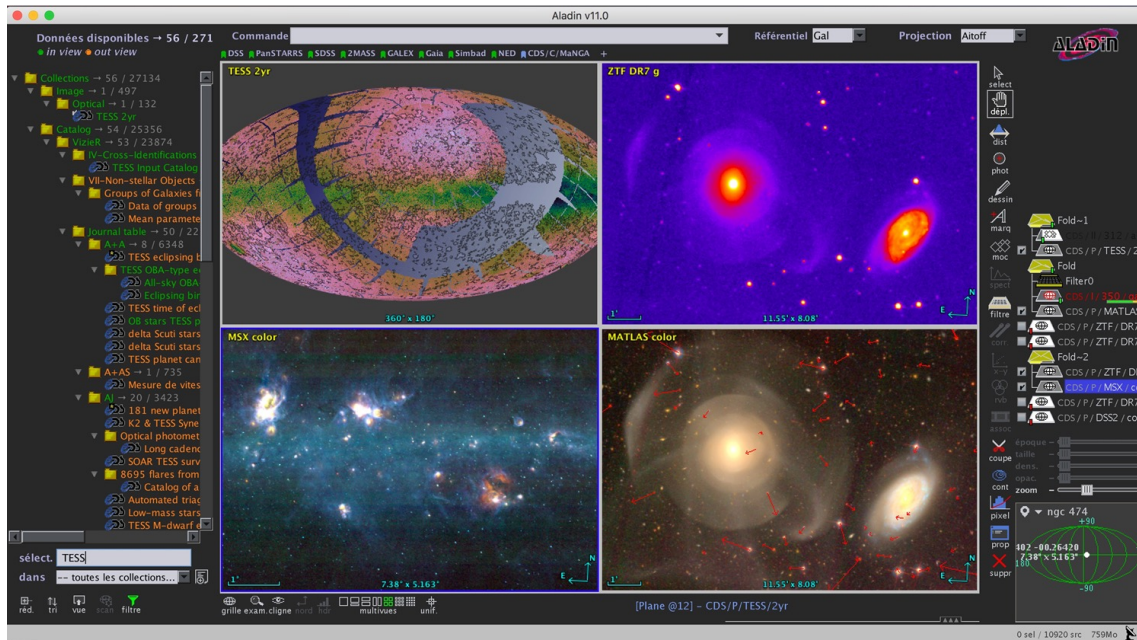 Aladin v11.0
Données disponibles → 56 / 271
in view out view
Commande
Référentiel Gal
Projection Aitoff
ALADIN
DSS PanSTARRS SDSS 2MASS GALEX Gaia Simbad NED CDS/C/MaNGA +
Collections → 56 / 27134
Image → 1 / 497
Optical → 1 / 132
TESS 2yr
Catalog → 54 / 25356
VizieR → 53 / 23874
IV-Cross-Identifications
TESS Input Catalog
VII-Non-stellar Objects
Groups of Galaxies f
Data of groups
Mean paramete
Journal table → 50 / 22
A+A → 8 / 6348
TESS eclipsing b
TESS OBA-type e
All-sky OBA
Eclipsing bin
TESS time of ecl
OB stars TESS p
delta Scuti stars
delta Scuti stars
TESS planet can
A+AS → 1 / 735
Mesure de vites
AJ → 20 / 3423
181 new planet
K2 & TESS Syne
Optical photomet
Long cadenc
SOAR TESS surv
8695 flares from
Catalog of a
Automated triag
Low-mass stars
TESS M-dwarf
sélect. TESS
dans -- toutes les collections...
réd. tri vue scan filtre
TESS 2yr
360° x 180°
ZTF DR7 g
1'
11.55' x 8.08'
N
E
MSX color
1°
7.38° x 5.163°
N
E
MATLAS color
1'
11.55' x 8.08'
N
E
grille exam. cligne nord hdr multivues unif.
[Plane @12] - CDS/P/TESS/2yr
select
dépl.
dist
phot
dessin
marq
moc
spect
filtre
corr.
x-y
rvb
assoc
coupe
cont
pixel
prop
suppr
Fold~1
CDS / P / TESS / 2
Fold
Filter0
CDS / I / 350 / g
CDS / P / MATLAS
CDS / P / ZTF / DR7
CDS / P / ZTF / DR7
Fold~2
CDS / P / ZTF / D
CDS / P / MSX / co
CDS / P / ZTF / DR7
CDS / P / DSS2 / co
époque
taille
dens.
opac.
zoom
ngc 474
+90
402 -00.26420
7.38° x 5.163°
180
-90
0 sel / 10920 src 759Mo